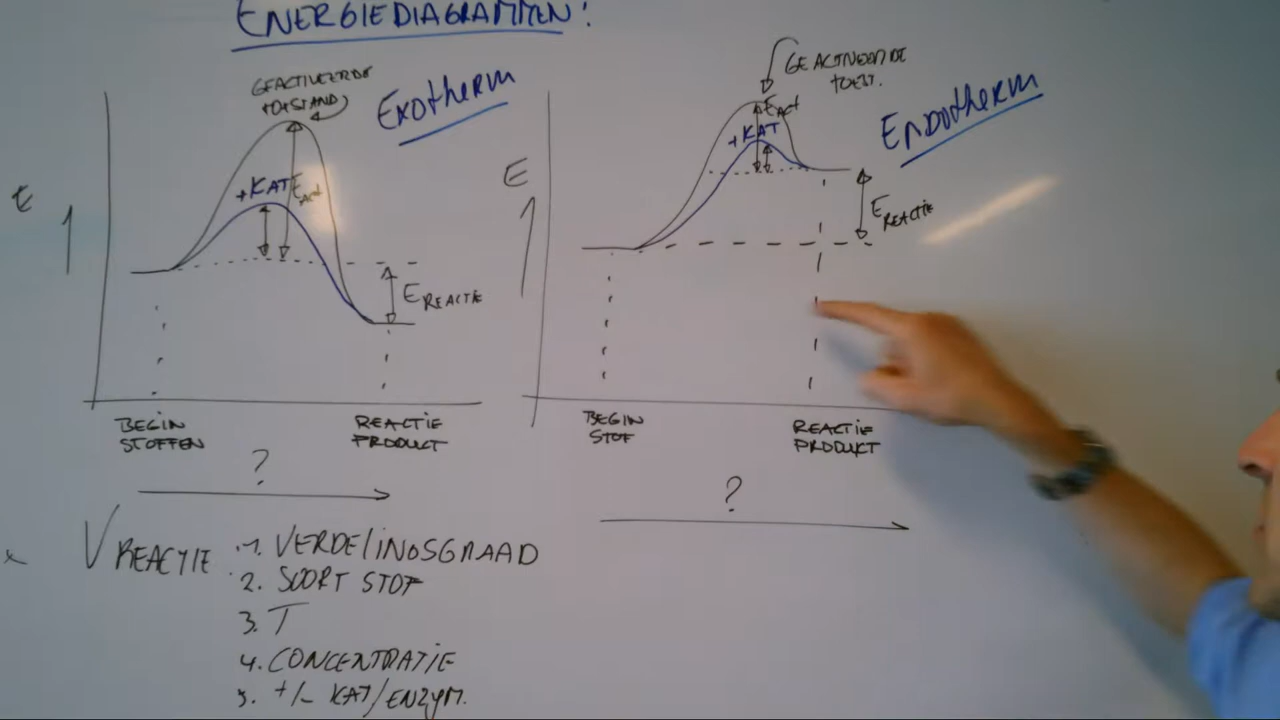 ENERGIEDIAGRAMMEN!
GEACTIVEERDE
TOESTAND
EXOTHERM
E
+KAT
Eact
EREACTIE
BEGIN
STOFFEN
REACTIE
PRODUCT
?
GEACTIVEERDE
TOEST.
ENDOTHERM
E
Eact
+KAT
EREACTIE
BEGIN
STOF
REACTIE
PRODUKT
?
x VREACTIE : 1. VERDELINGSGRAAD
2. SOORT STOF
3. T
4. CONCENTRATIE
5. +/- KAT/ENZYM.